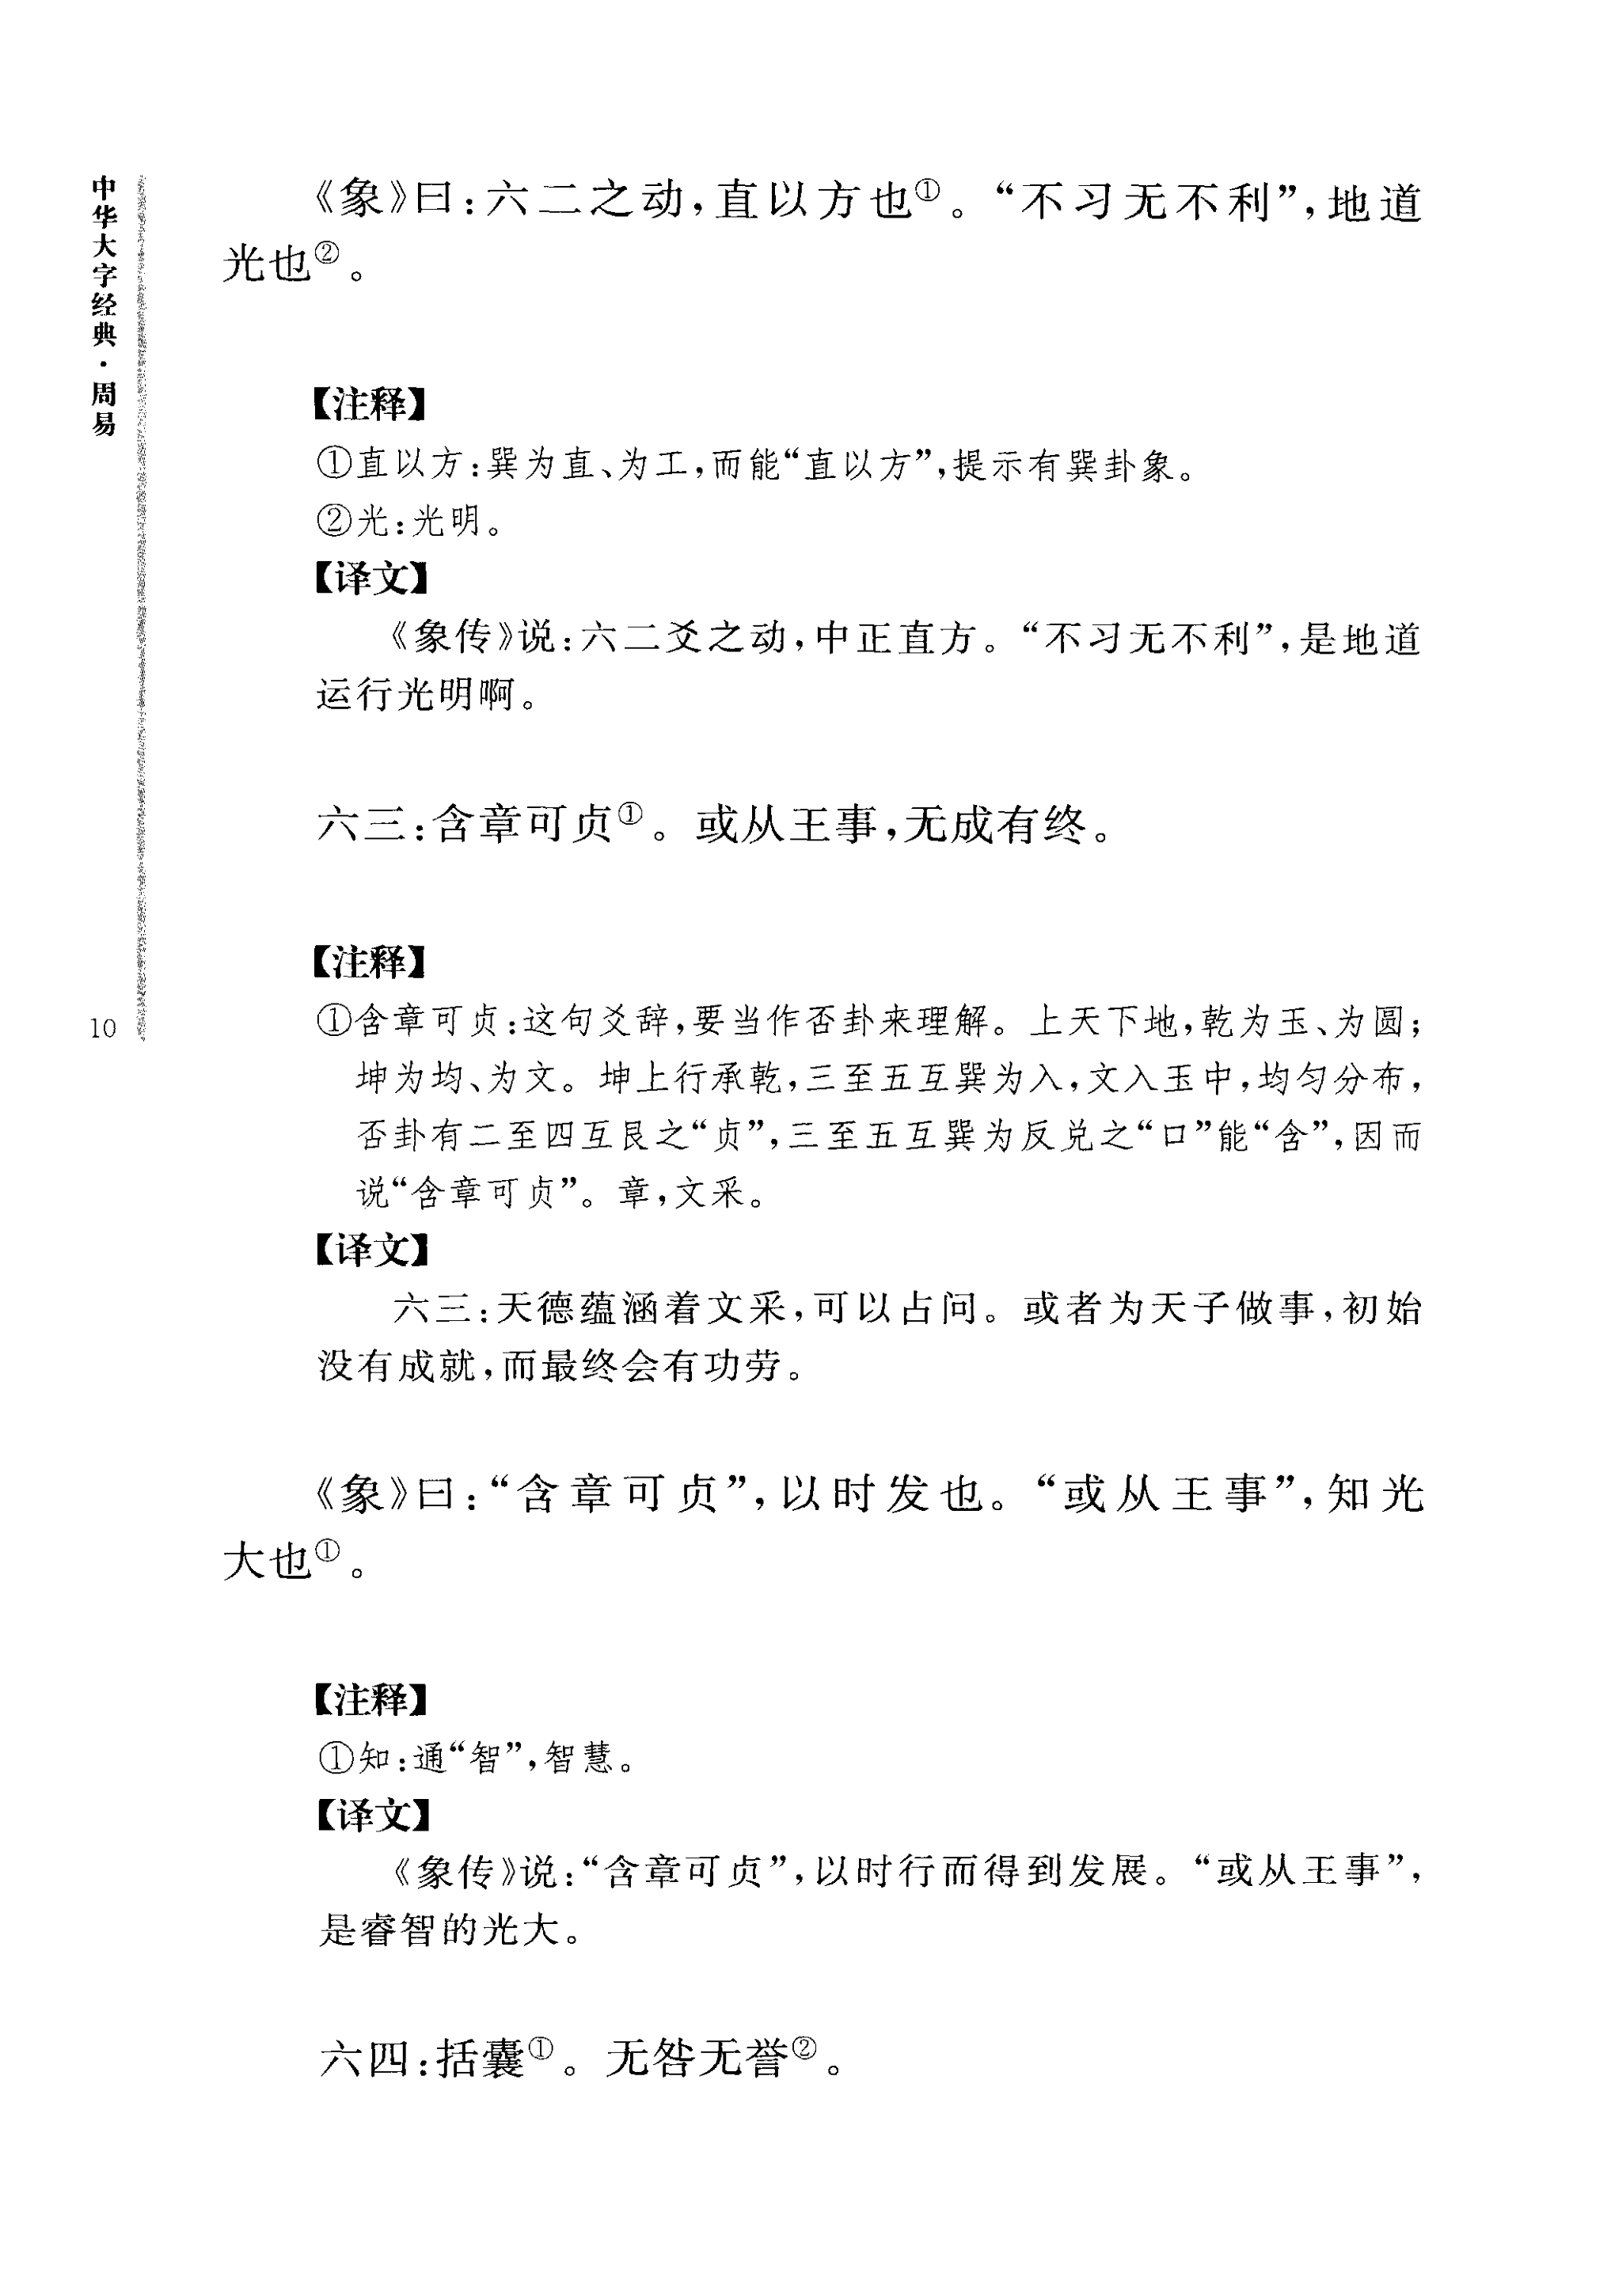 中华大字经典·周易
10
《象》曰：六二之动，直以方也①。“不习无不利”，地道
光也②。
【注释】
①直以方：巽为直、为工，而能“直以方”，提示有巽卦象。
②光：光明。
【译文】
《象传》说：六二爻之动，中正直方。“不习无不利”，是地道
运行光明啊。
六三：含章可贞①。或从王事，无成有终。
【注释】
①含章可贞：这句爻辞，要当作否卦来理解。上天下地，乾为玉、为圆；
坤为均、为文。坤上行承乾，三至五互巽为入，文入玉中，均匀分布，
否卦有二至四互艮之“贞”，三至五互巽为反兑之“口”能“含”，因而
说“含章可贞”。章，文采。
【译文】
六三：天德蕴涵着文采，可以占问。或者为天子做事，初始
没有成就，而最终会有功劳。
《象》曰：“含章可贞”，以时发也。“或从王事”，知光
大也①。
【注释】
①知：通“智”，智慧。
【译文】
《象传》说：“含章可贞”，以时行而得到发展。“或从王事”，
是睿智的光大。
六四：括囊①。无咎无誉②。